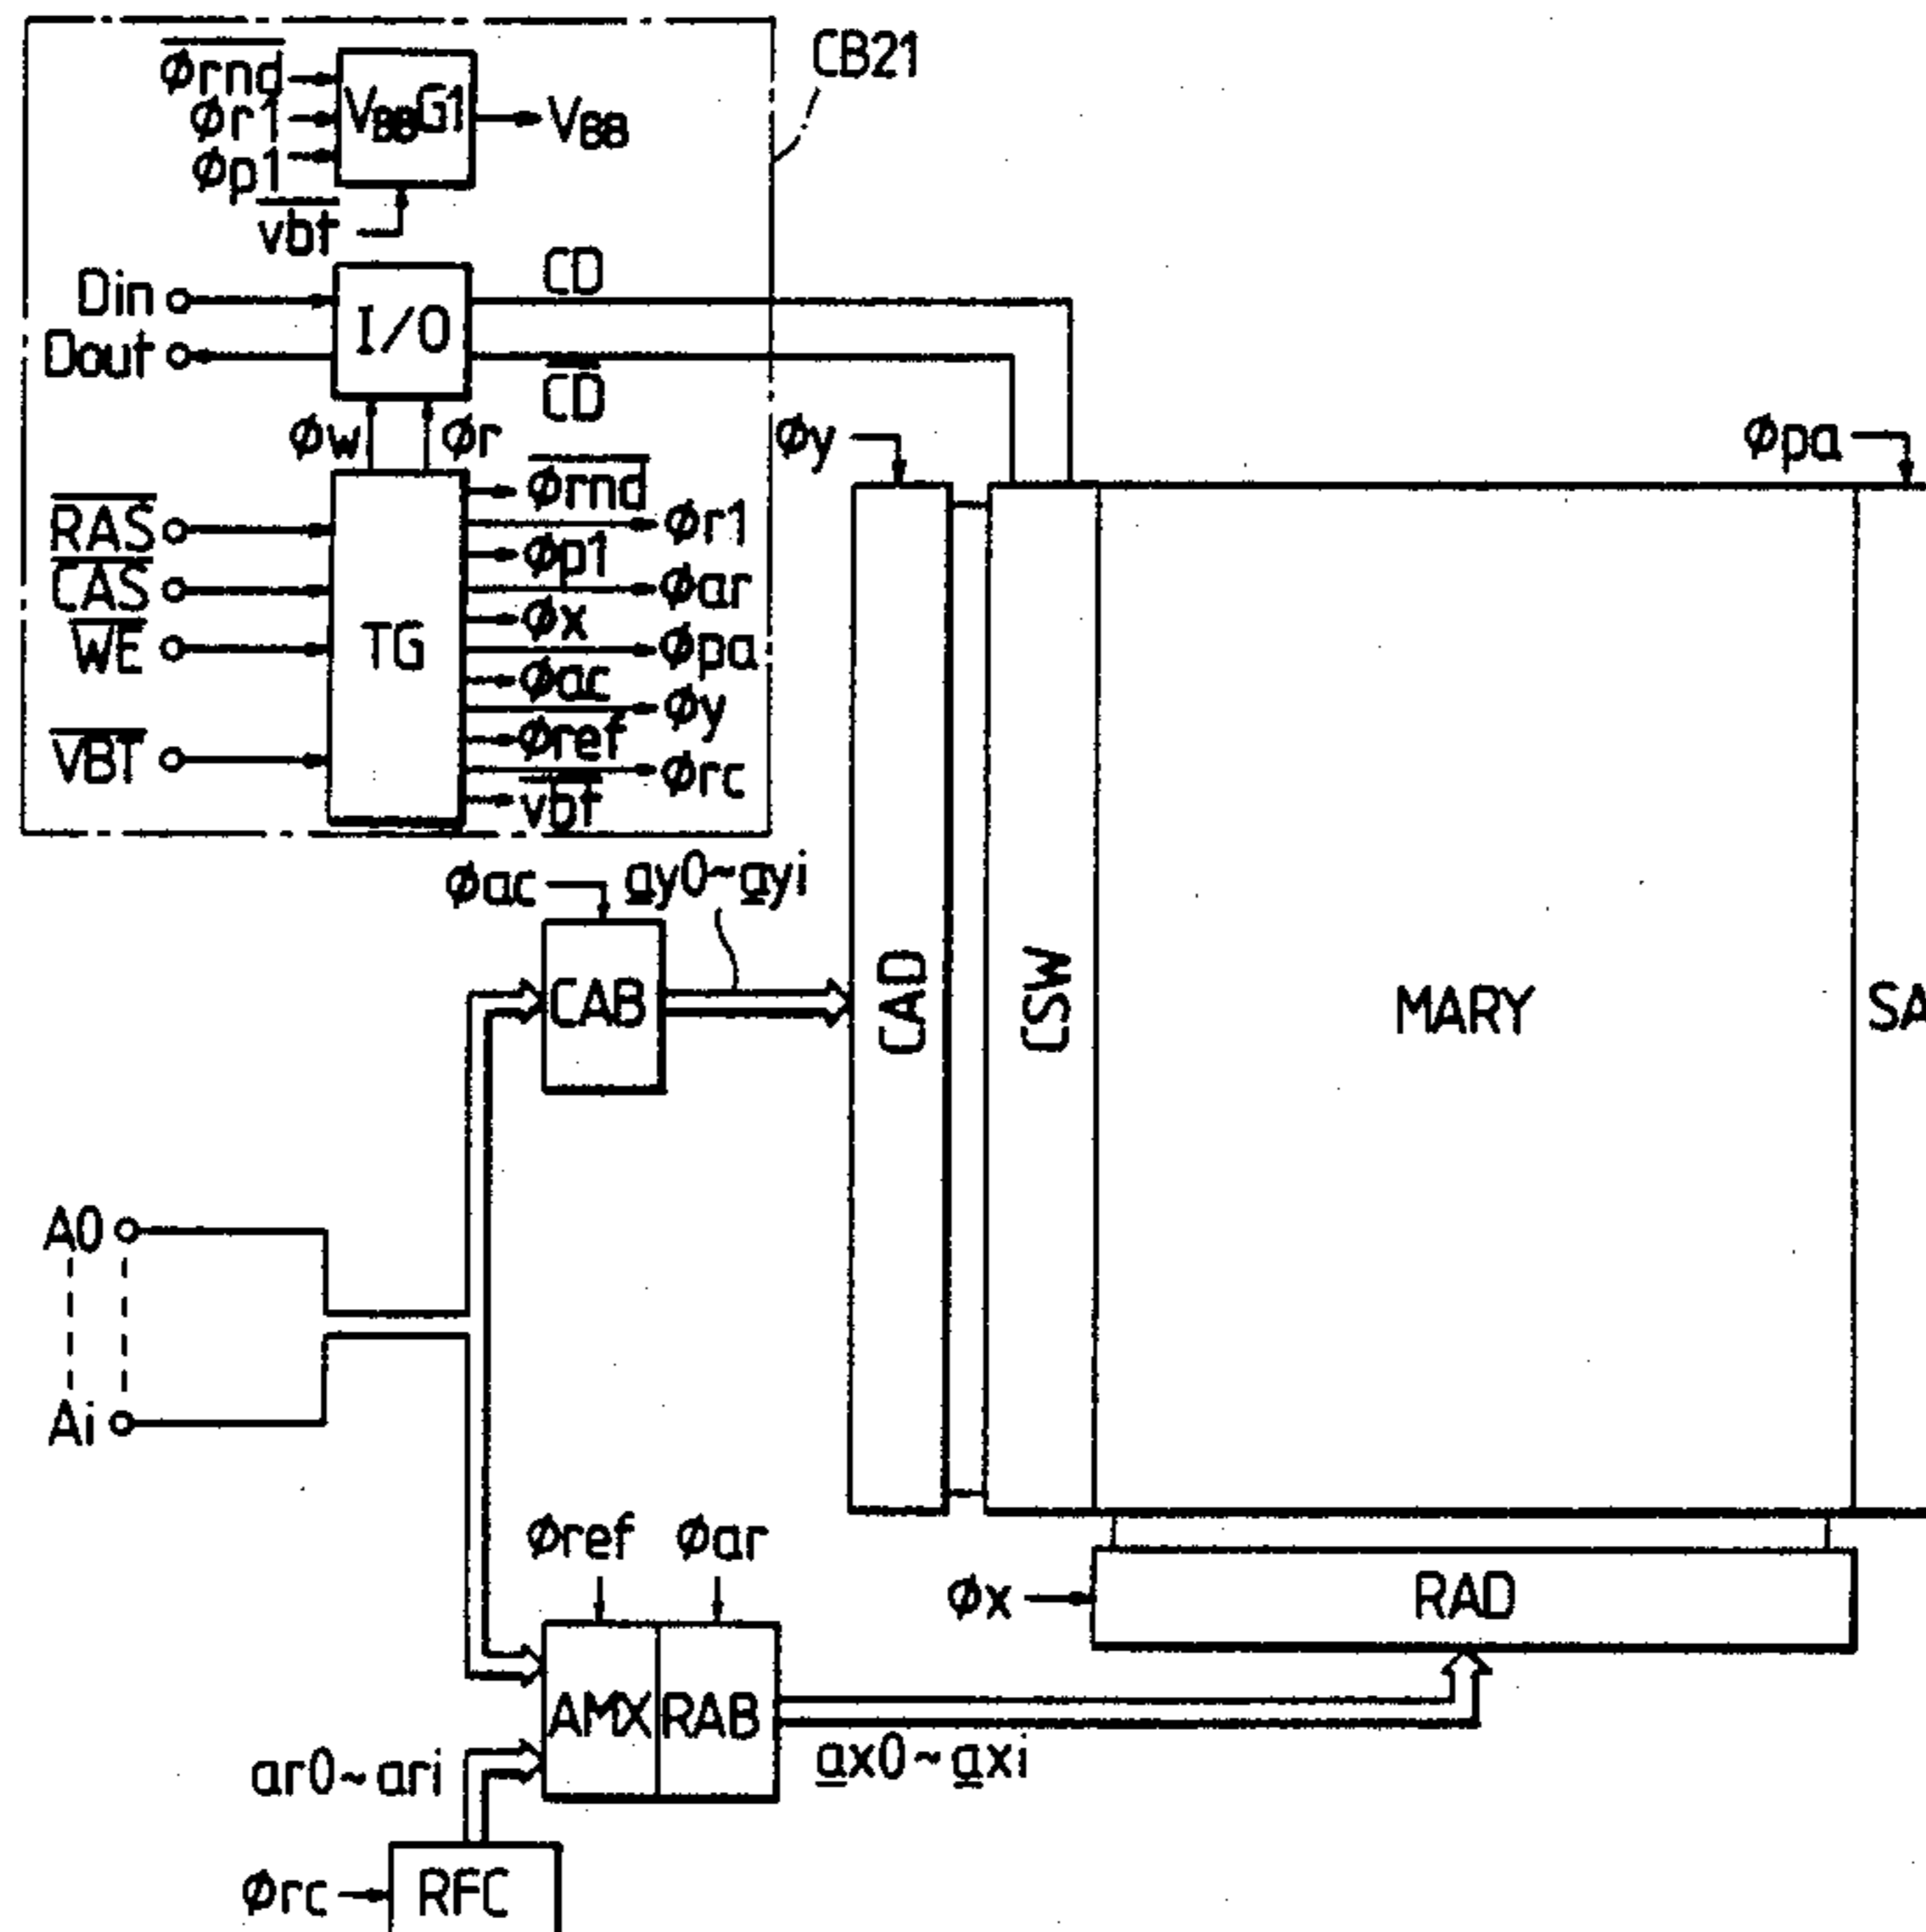 CB21
φrnd
φr1
φp1
VBBG1
VBB
vbt
Din
Dout
I/O
CD
CD
φw
φr
RAS
CAS
WE
VBT
TG
φrnd
φr1
φp1
φar
φx
φpa
φac
φy
φref
φrc
vbt
φy
φpa
φac
ay0~ayi
CAB
CAD
CSW
MARY
SA
A0
Ai
φref
φar
φx
RAD
AMX
RAB
ax0~axi
ar0~ari
φrc
RFC